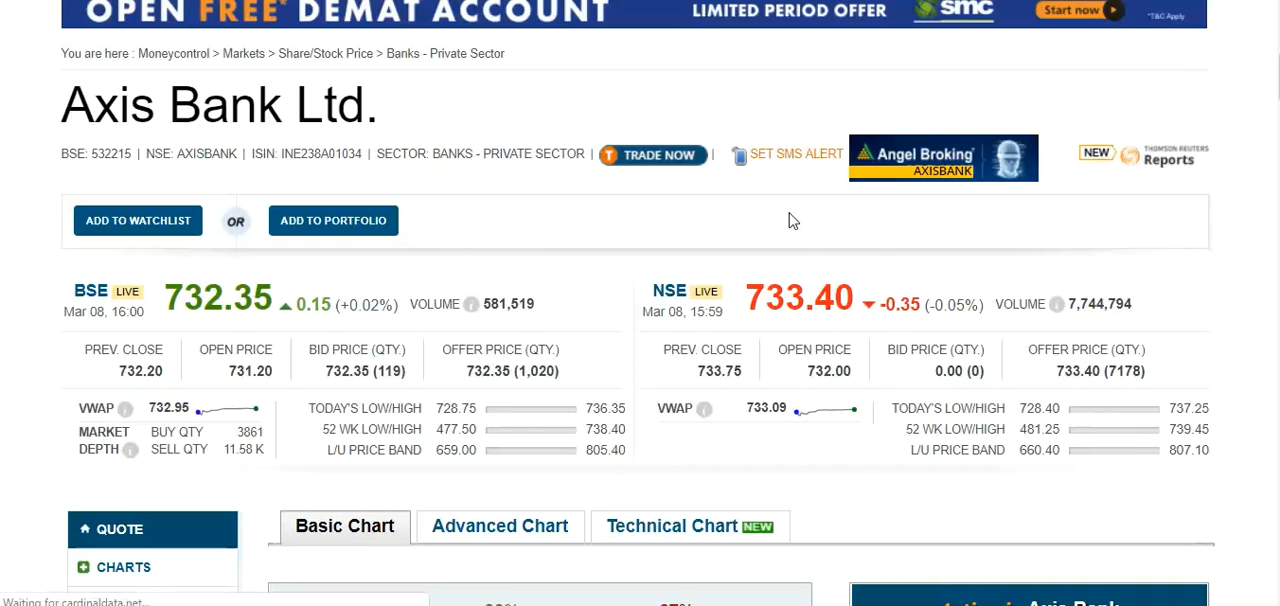 OPEN FREE* DEMAT ACCOUNT LIMITED PERIOD OFFER smc Start now *T&C Apply
You are here : Moneycontrol > Markets > Share/Stock Price > Banks - Private Sector
Axis Bank Ltd.
BSE: 532215 | NSE: AXISBANK | ISIN: INE238A01034 | SECTOR: BANKS - PRIVATE SECTOR | T TRADE NOW | SET SMS ALERT
Angel Broking
AXISBANK
NEW THOMSON REUTERS
Reports
ADD TO WATCHLIST OR ADD TO PORTFOLIO
BSE LIVE 732.35 0.15 (+0.02%) VOLUME 581,519
Mar 08, 16:00
PREV. CLOSE OPEN PRICE BID PRICE (QTY.) OFFER PRICE (QTY.)
732.20 731.20 732.35 (119) 732.35 (1,020)
VWAP 732.95
MARKET BUY QTY 3861
DEPTH SELL QTY 11.58 K
TODAY'S LOW/HIGH 728.75 736.35
52 WK LOW/HIGH 477.50 738.40
L/U PRICE BAND 659.00 805.40
NSE LIVE 733.40 -0.35 (-0.05%) VOLUME 7,744,794
Mar 08, 15:59
PREV. CLOSE OPEN PRICE BID PRICE (QTY.) OFFER PRICE (QTY.)
733.75 732.00 0.00 (0) 733.40 (7178)
VWAP 733.09
TODAY'S LOW/HIGH 728.40 737.25
52 WK LOW/HIGH 481.25 739.45
L/U PRICE BAND 660.40 807.10
QUOTE
CHARTS
Basic Chart Advanced Chart Technical Chart NEW
Axis Bank
Waiting for cardinaldata.net...